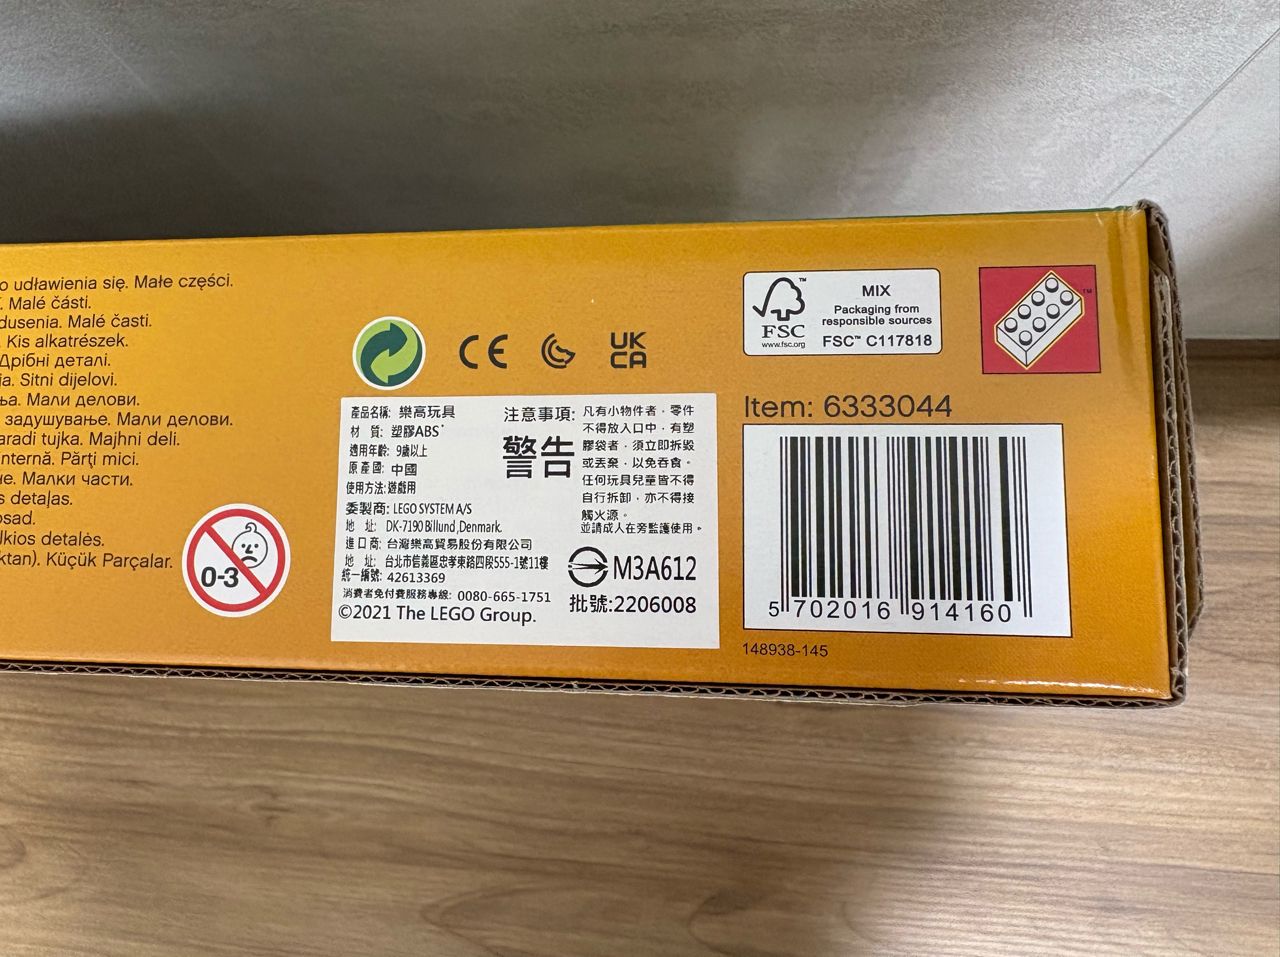 o udławienia się. Małe części.
. Malé části.
dusenia. Malé časti.
. Kis alkatrészek.
Дрібні деталі.
ia. Sitni dijelovi.
ња. Мали делови.
задушување. Мали делови.
aradi tujka. Majhni deli.
internă. Părţi mici.
не. Малки части.
s detaļas.
osad.
lkios detalės.
ktan). Küçük Parçalar.
0-3
CE
UK
CA
產品名稱: 樂高玩具
材 質: 塑膠ABS
適用年齡: 9歲以上
原產國: 中國
使用方法: 遊戲用
委製商: LEGO SYSTEM A/S
地 址: DK-7190 Billund ,Denmark.
進口商: 台灣樂高貿易股份有限公司
地 址: 台北市信義區忠孝東路四段555-1號11樓
統一編號: 42613369
消費者免付費服務專線: 0080-665-1751
©2021 The LEGO Group.
注意事項:
警告
凡有小物件者，零件
不得放入口中，有塑
膠袋者，須立即拆毀
或丟棄，以免吞食。
任何玩具兒童皆不得
自行拆卸，亦不得接
觸火源。
並請成人在旁監護使用。
M3A612
批號:2206008
FSC™
www.fsc.org
MIX
Packaging from
responsible sources
FSC™ C117818
™
Item: 6333044
5 702016 914160
148938-145